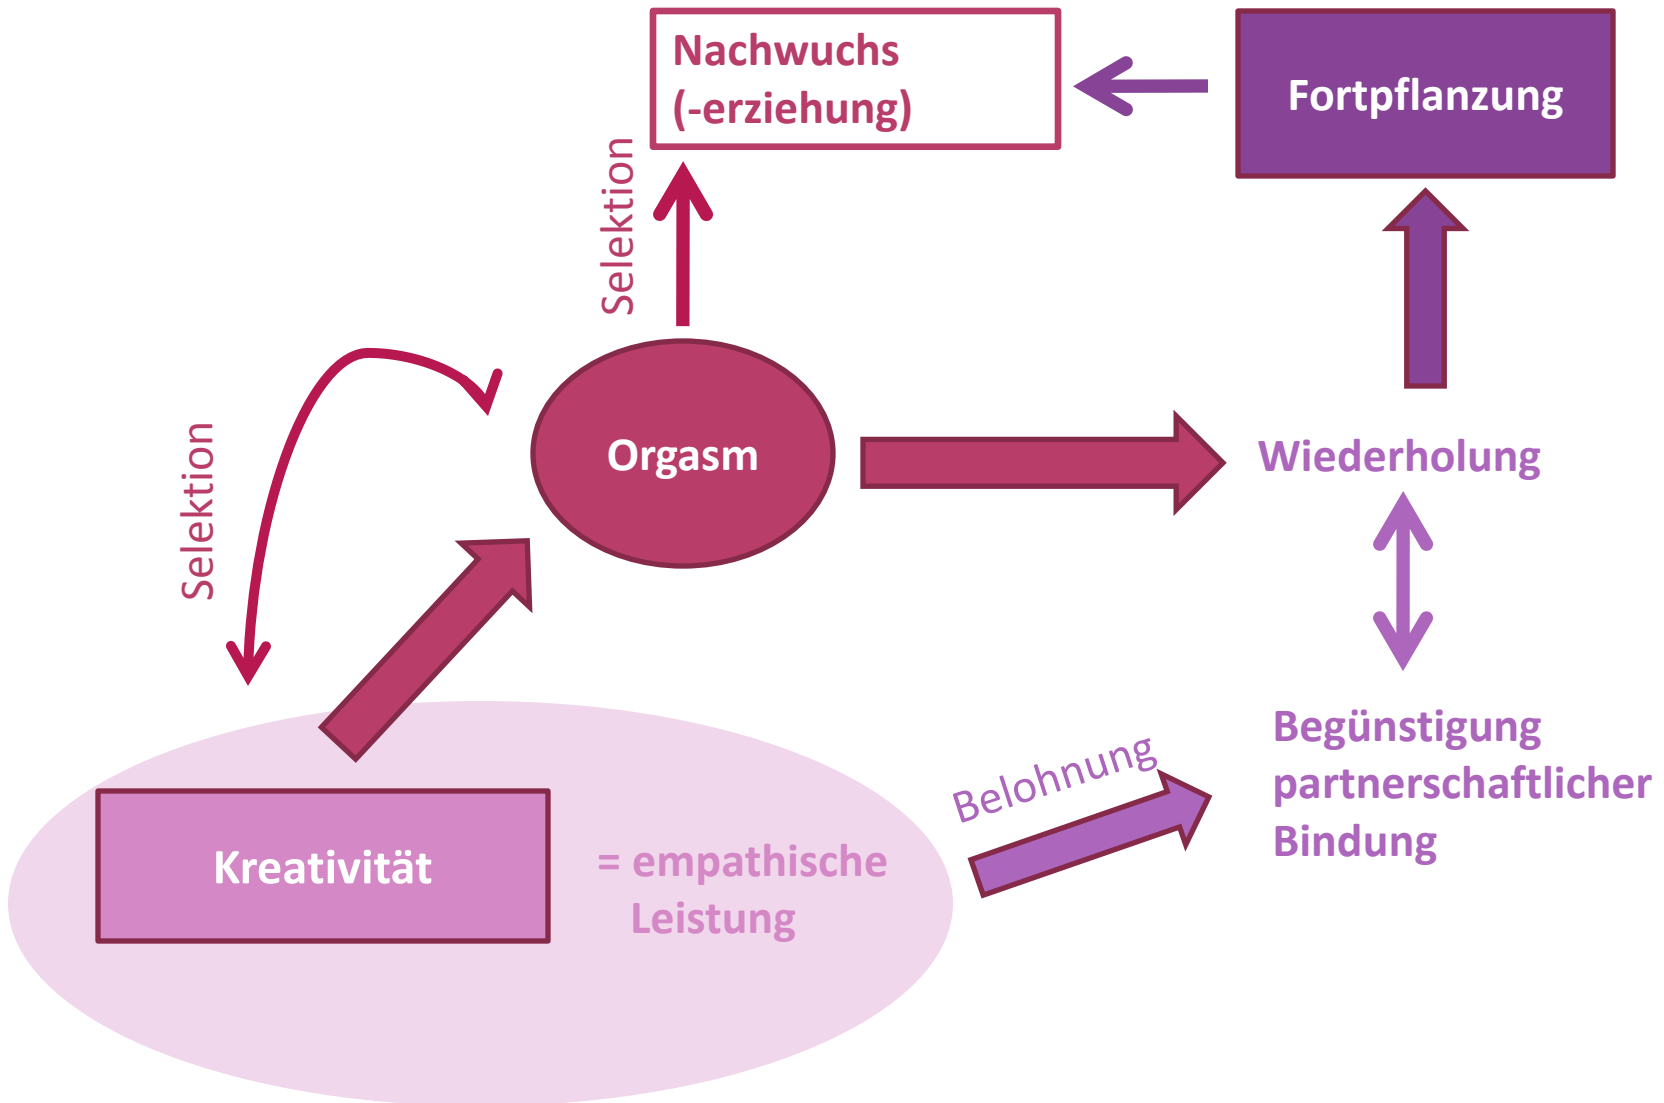 Nachwuchs
(-erziehung)
Fortpflanzung
Selektion
Selektion
Orgasm
Wiederholung
Begünstigung
partnerschaftlicher
Bindung
Belohnung
Kreativität
= empathische
Leistung